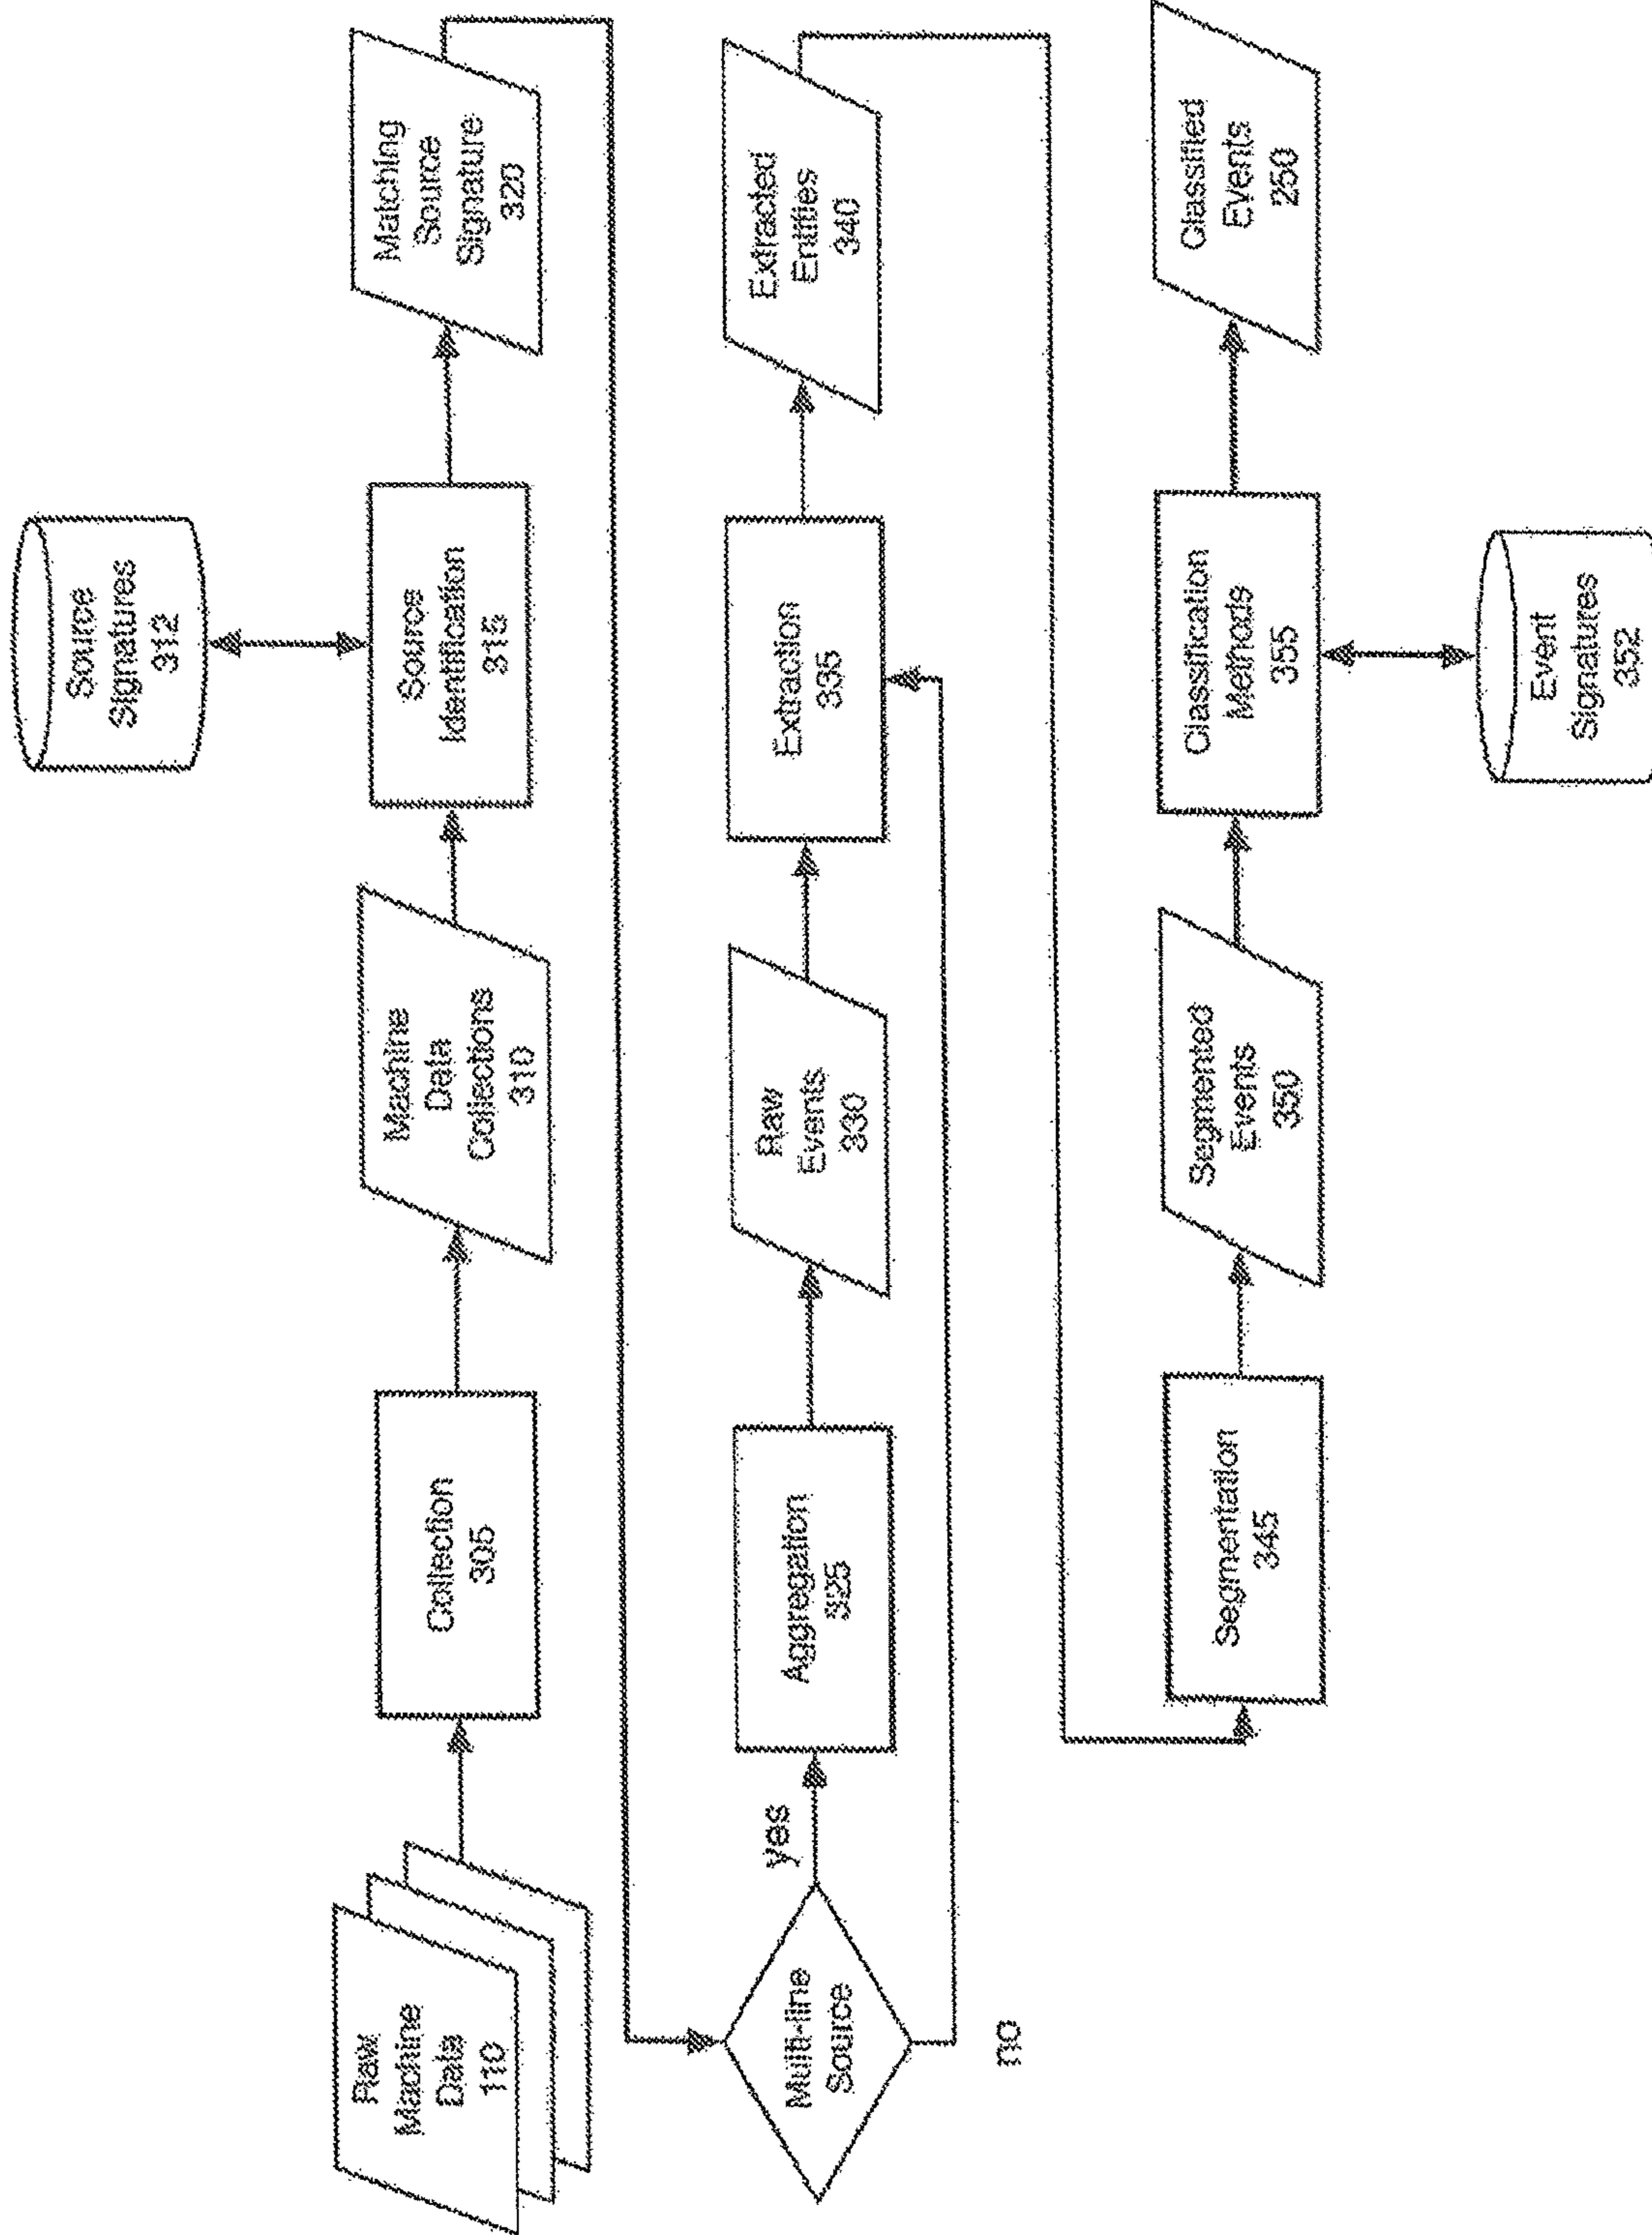 Source
Signatures
312
Raw
Machine
Data
110
Collection
305
Machine
Data
Collections
310
Source
Identification
315
Matching
Source
Signature
320
Multi-line
Source
yes
no
Aggregation
325
Raw
Events
330
Extraction
335
Extracted
Entities
340
Segmentation
345
Segmented
Events
350
Classification
Methods
355
Classified
Events
250
Event
Signatures
352